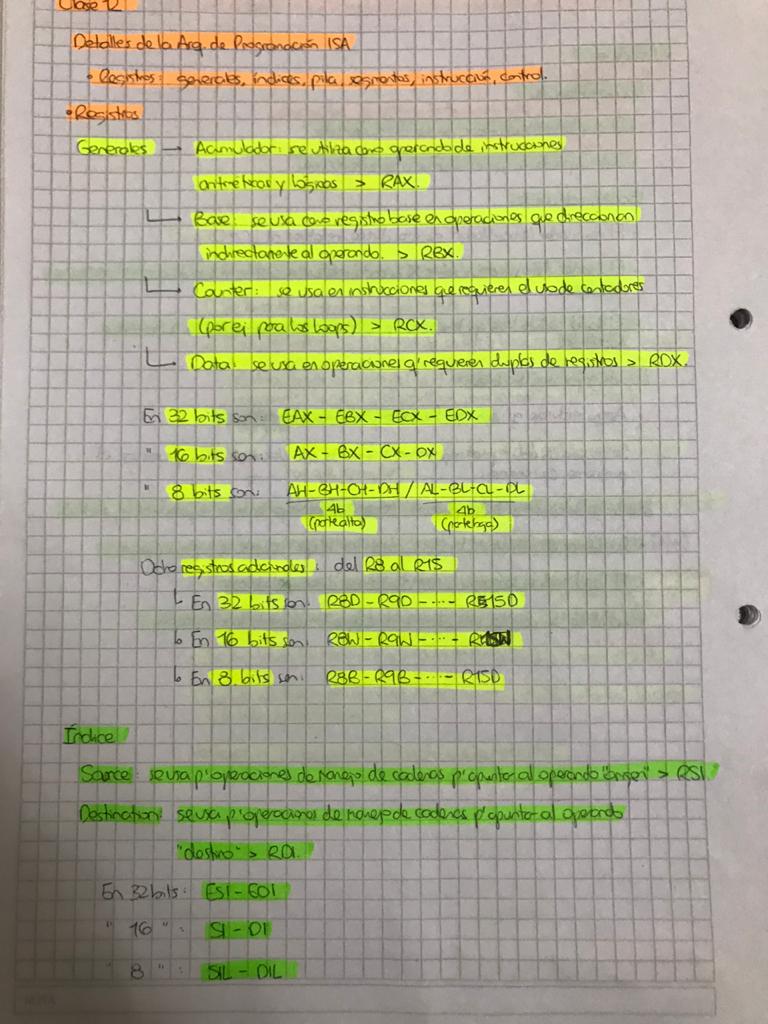 Clase 12
Detalles de la Arq. de Programación ISA
• Registros: generales, índices, pila, segmentos, instrucción, control.
• Registros
Generales → Acumulador: se utiliza como operando de instrucciones
aritméticos y lógicos > RAX.
→ Base: se usa como registro base en operaciones que direccionan
indirectamente al operando. > RBX.
→ Counter: se usa en instrucciones que requieren el uso de contadores
(por ej para los loops) > RCX.
→ Data: se usa en operaciones q' requieren duplas de registros > RDX.
En 32 bits son: EAX - EBX - ECX - EDX
" 16 bits son: AX - BX - CX - DX
" 8 bits son: AH-BH-CH-DH / AL-BL-CL-DL
4b 4b
(parte alta) (parte baja)
Ocho registros adicionales: del R8 al R15
↳ En 32 bits son: R8D - R9D - ... - R15D
↳ En 16 bits son: R8W - R9W - ... - R15W
↳ En 8 bits son: R8B - R9B - ... - R15D
Índice
Source: se usa p' operaciones de manejo de cadenas p' apuntar al operando "origen" > RSI
Destination: se usa p' operaciones de manejo de cadenas p' apuntar al operando
"destino" > RDI.
En 32 bits: ESI - EDI
" 16 ": SI - DI
" 8 ": SIL - DIL